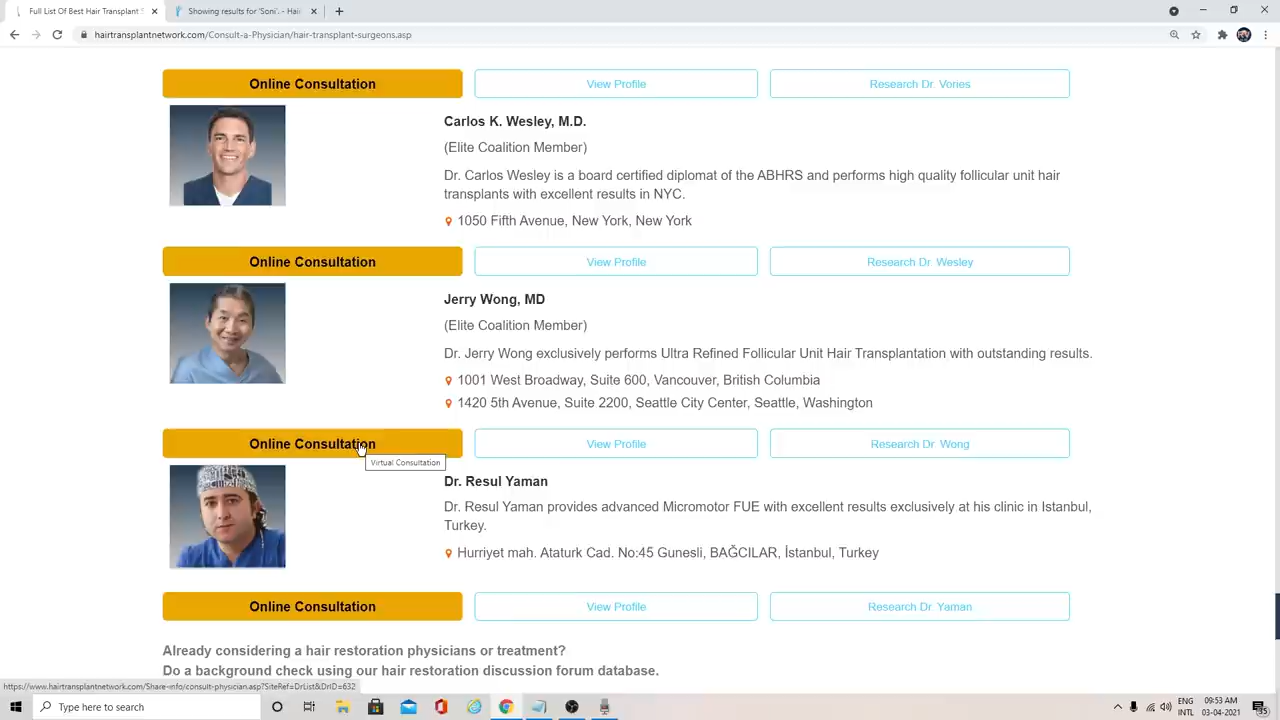 Full List Of Best Hair Transplant S
Showing results for 'Soni'. - Hai
hairtransplantnetwork.com/Consult-a-Physician/hair-transplant-surgeons.asp
Online Consultation View Profile Research Dr. Vories
Carlos K. Wesley, M.D.
(Elite Coalition Member)
Dr. Carlos Wesley is a board certified diplomat of the ABHRS and performs high quality follicular unit hair
transplants with excellent results in NYC.
1050 Fifth Avenue, New York, New York
Online Consultation View Profile Research Dr. Wesley
Jerry Wong, MD
(Elite Coalition Member)
Dr. Jerry Wong exclusively performs Ultra Refined Follicular Unit Hair Transplantation with outstanding results.
1001 West Broadway, Suite 600, Vancouver, British Columbia
1420 5th Avenue, Suite 2200, Seattle City Center, Seattle, Washington
Online Consultation View Profile Research Dr. Wong
Virtual Consultation
Dr. Resul Yaman
Dr. Resul Yaman provides advanced Micromotor FUE with excellent results exclusively at his clinic in Istanbul,
Turkey.
Hurriyet mah. Ataturk Cad. No:45 Gunesli, BAĞCILAR, İstanbul, Turkey
Online Consultation View Profile Research Dr. Yaman
Already considering a hair restoration physicians or treatment?
Do a background check using our hair restoration discussion forum database.
https://www.hairtransplantnetwork.com/Share-info/consult-physician.asp?SiteRef=DrList&DrID=632
Type here to search
ENG
INTL
09:53 AM
03-04-2021